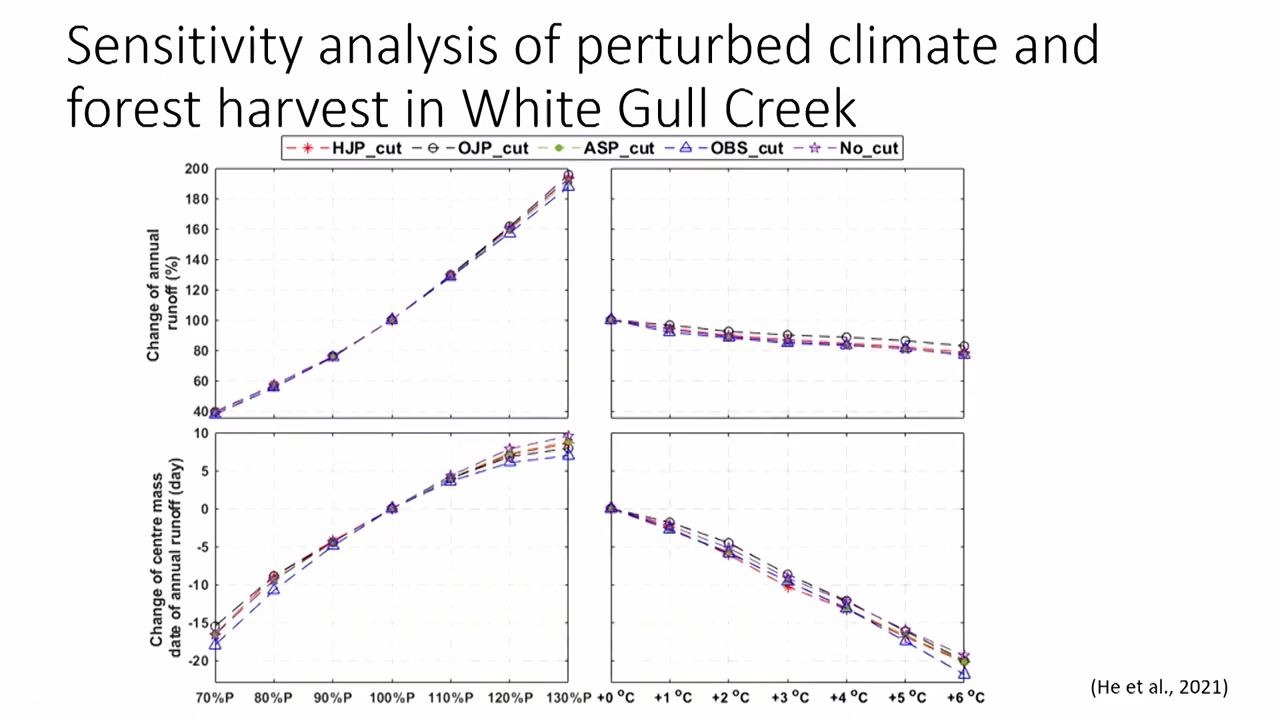 Sensitivity analysis of perturbed climate and
forest harvest in White Gull Creek
HJP_cut OJP_cut ASP_cut OBS_cut No_cut
Change of annual
runoff (%)
200
180
160
140
120
100
80
60
40
Change of centre mass
date of annual runoff (day)
10
5
0
-5
-10
-15
-20
70%P 80%P 90%P 100%P 110%P 120%P 130%P
+0 °C +1 °C +2 °C +3 °C +4 °C +5 °C +6 °C
(He et al., 2021)